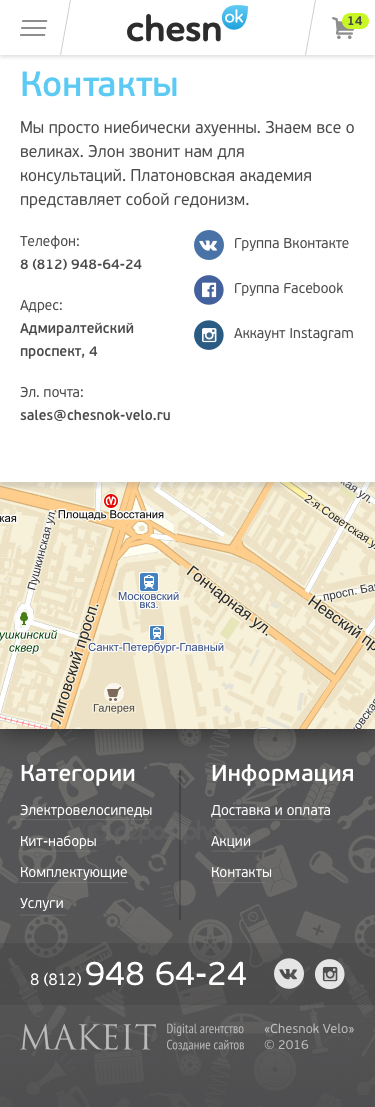 chesn ok
14
Контакты
Мы просто ниебически ахуенны. Знаем все о
великах. Элон звонит нам для
консультаций. Платоновская академия
представляет собой гедонизм.
Телефон:
8 (812) 948-64-24
Адрес:
Адмиралтейский
проспект, 4
Эл. почта:
sales@chesnok-velo.ru
Группа Вконтакте
Группа Facebook
Аккаунт Instagram
Площадь Восстания
Пушкинская ул.
2-я Советская ул.
Московский
вкз.
Гончарная ул.
Невский пр
просп. Ба
ушкинский
сквер
Санкт-Петербург-Главный
Лиговский просп.
Галерея
Категории
Электровелосипеды
Кит-наборы
Комплектующие
Услуги
Информация
Доставка и оплата
Акции
Контакты
8 (812) 948 64-24
MAKEIT
Digital агентство
Создание сайтов
«Chesnok Velo»
© 2016